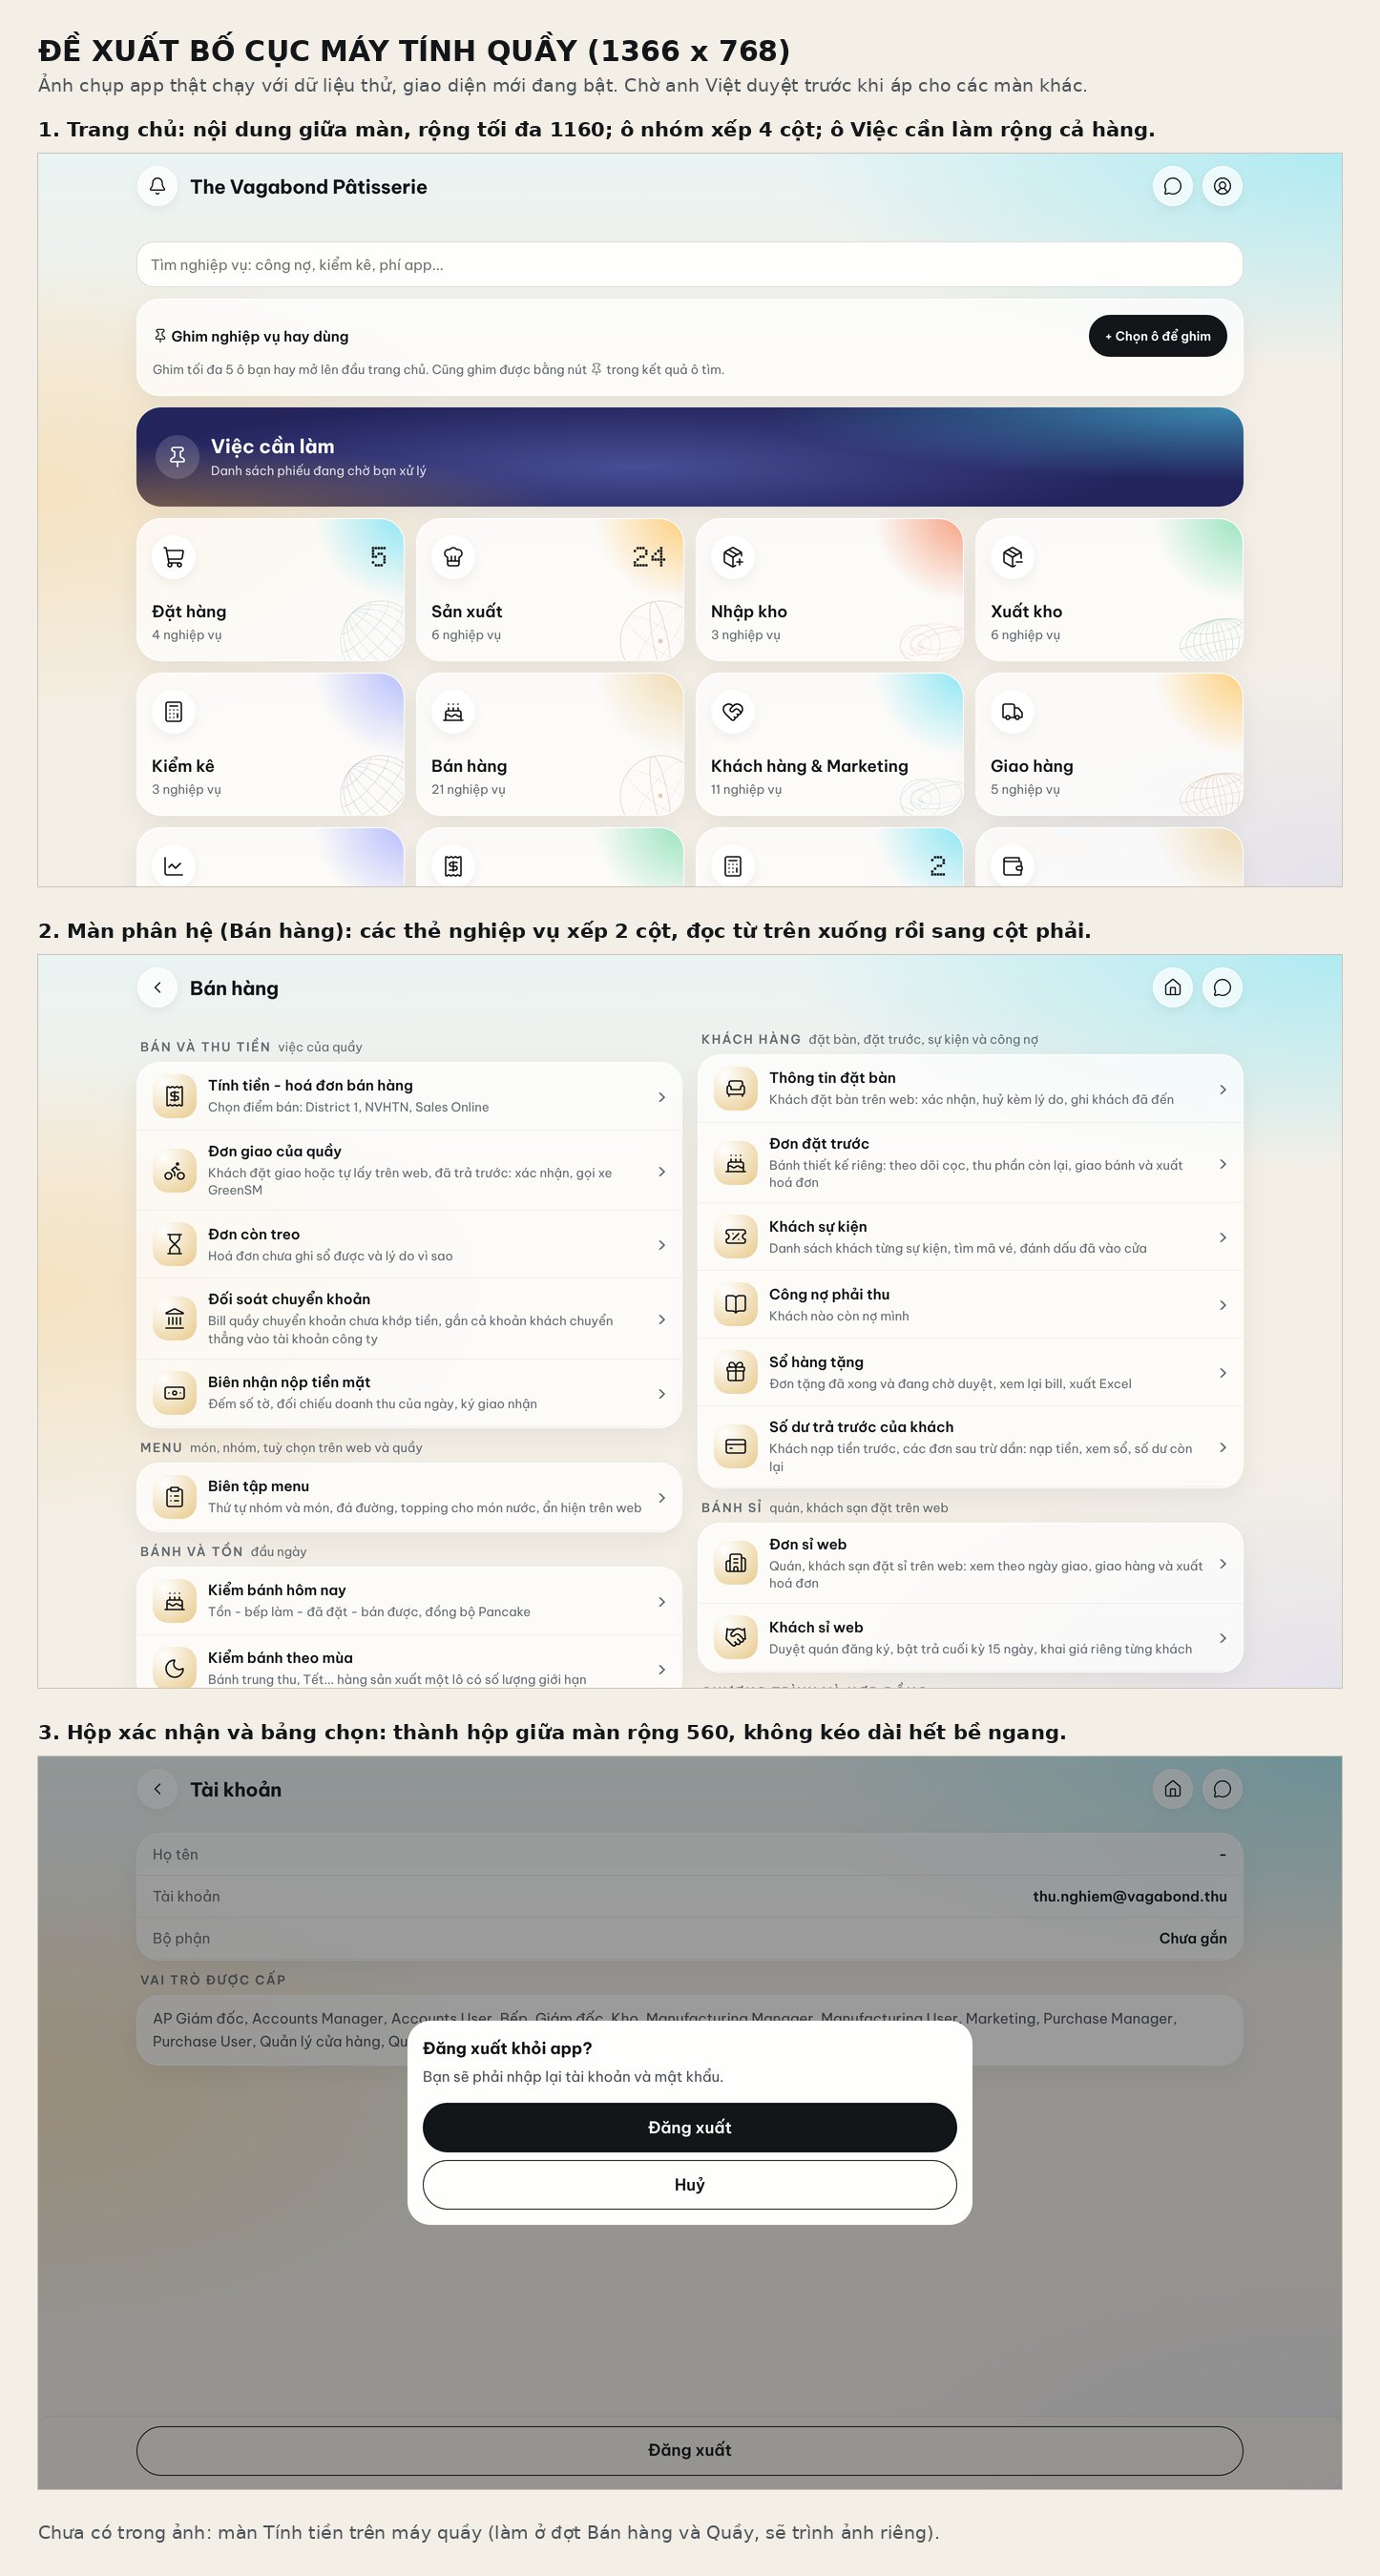 ĐỀ XUẤT BỐ CỤC MÁY TÍNH QUẦY (1366 x 768)
Ảnh chụp app thật chạy với dữ liệu thử, giao diện mới đang bật. Chờ anh Việt duyệt trước khi áp cho các màn khác.
1. Trang chủ: nội dung giữa màn, rộng tối đa 1160; ô nhóm xếp 4 cột; ô Việc cần làm rộng cả hàng.
The Vagabond Pâtisserie
Tìm nghiệp vụ: công nợ, kiểm kê, phí app...
Ghim nghiệp vụ hay dùng
+ Chọn ô để ghim
Ghim tối đa 5 ô bạn hay mở lên đầu trang chủ. Cũng ghim được bằng nút trong kết quả ô tìm.
Việc cần làm
Danh sách phiếu đang chờ bạn xử lý
5
Đặt hàng
4 nghiệp vụ
24
Sản xuất
6 nghiệp vụ
Nhập kho
3 nghiệp vụ
Xuất kho
6 nghiệp vụ
Kiểm kê
3 nghiệp vụ
Bán hàng
21 nghiệp vụ
Khách hàng & Marketing
11 nghiệp vụ
Giao hàng
5 nghiệp vụ
2
2. Màn phân hệ (Bán hàng): các thẻ nghiệp vụ xếp 2 cột, đọc từ trên xuống rồi sang cột phải.
Bán hàng
BÁN VÀ THU TIỀN việc của quầy
Tính tiền - hoá đơn bán hàng
Chọn điểm bán: District 1, NVHTN, Sales Online
Đơn giao của quầy
Khách đặt giao hoặc tự lấy trên web, đã trả trước: xác nhận, gọi xe
GreenSM
Đơn còn treo
Hoá đơn chưa ghi sổ được và lý do vì sao
Đối soát chuyển khoản
Bill quầy chuyển khoản chưa khớp tiền, gắn cả khoản khách chuyển
thẳng vào tài khoản công ty
Biên nhận nộp tiền mặt
Đếm số tờ, đối chiếu doanh thu của ngày, ký giao nhận
MENU món, nhóm, tuỳ chọn trên web và quầy
Biên tập menu
Thứ tự nhóm và món, đá đường, topping cho món nước, ẩn hiện trên web
BÁNH VÀ TỒN đầu ngày
Kiểm bánh hôm nay
Tồn - bếp làm - đã đặt - bán được, đồng bộ Pancake
Kiểm bánh theo mùa
Bánh trung thu, Tết... hàng sản xuất một lô có số lượng giới hạn
KHÁCH HÀNG đặt bàn, đặt trước, sự kiện và công nợ
Thông tin đặt bàn
Khách đặt bàn trên web: xác nhận, huỷ kèm lý do, ghi khách đã đến
Đơn đặt trước
Bánh thiết kế riêng: theo dõi cọc, thu phần còn lại, giao bánh và xuất
hoá đơn
Khách sự kiện
Danh sách khách từng sự kiện, tìm mã vé, đánh dấu đã vào cửa
Công nợ phải thu
Khách nào còn nợ mình
Sổ hàng tặng
Đơn tặng đã xong và đang chờ duyệt, xem lại bill, xuất Excel
Số dư trả trước của khách
Khách nạp tiền trước, các đơn sau trừ dần: nạp tiền, xem sổ, số dư còn
lại
BÁNH SỈ quán, khách sạn đặt trên web
Đơn sỉ web
Quán, khách sạn đặt sỉ trên web: xem theo ngày giao, giao hàng và xuất
hoá đơn
Khách sỉ web
Duyệt quán đăng ký, bật trả cuối kỳ 15 ngày, khai giá riêng từng khách
3. Hộp xác nhận và bảng chọn: thành hộp giữa màn rộng 560, không kéo dài hết bề ngang.
Tài khoản
Họ tên -
Tài khoản thu.nghiem@vagabond.thu
Bộ phận Chưa gắn
VAI TRÒ ĐƯỢC CẤP
AP Giám đốc, Accounts Manager, Accounts User, Bếp, Giám đốc, Kho, Manufacturing Manager, Manufacturing User, Marketing, Purchase Manager,
Purchase User, Quản lý cửa hàng,
Đăng xuất khỏi app?
Bạn sẽ phải nhập lại tài khoản và mật khẩu.
Đăng xuất
Huỷ
Đăng xuất
Chưa có trong ảnh: màn Tính tiền trên máy quầy (làm ở đợt Bán hàng và Quầy, sẽ trình ảnh riêng).